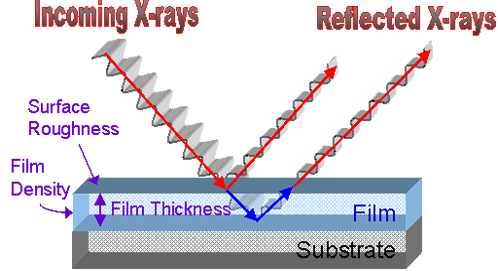 Incoming X-rays
Reflected X-rays
Surface
Roughness
Film
Density
Film Thickness
Film
Substrate